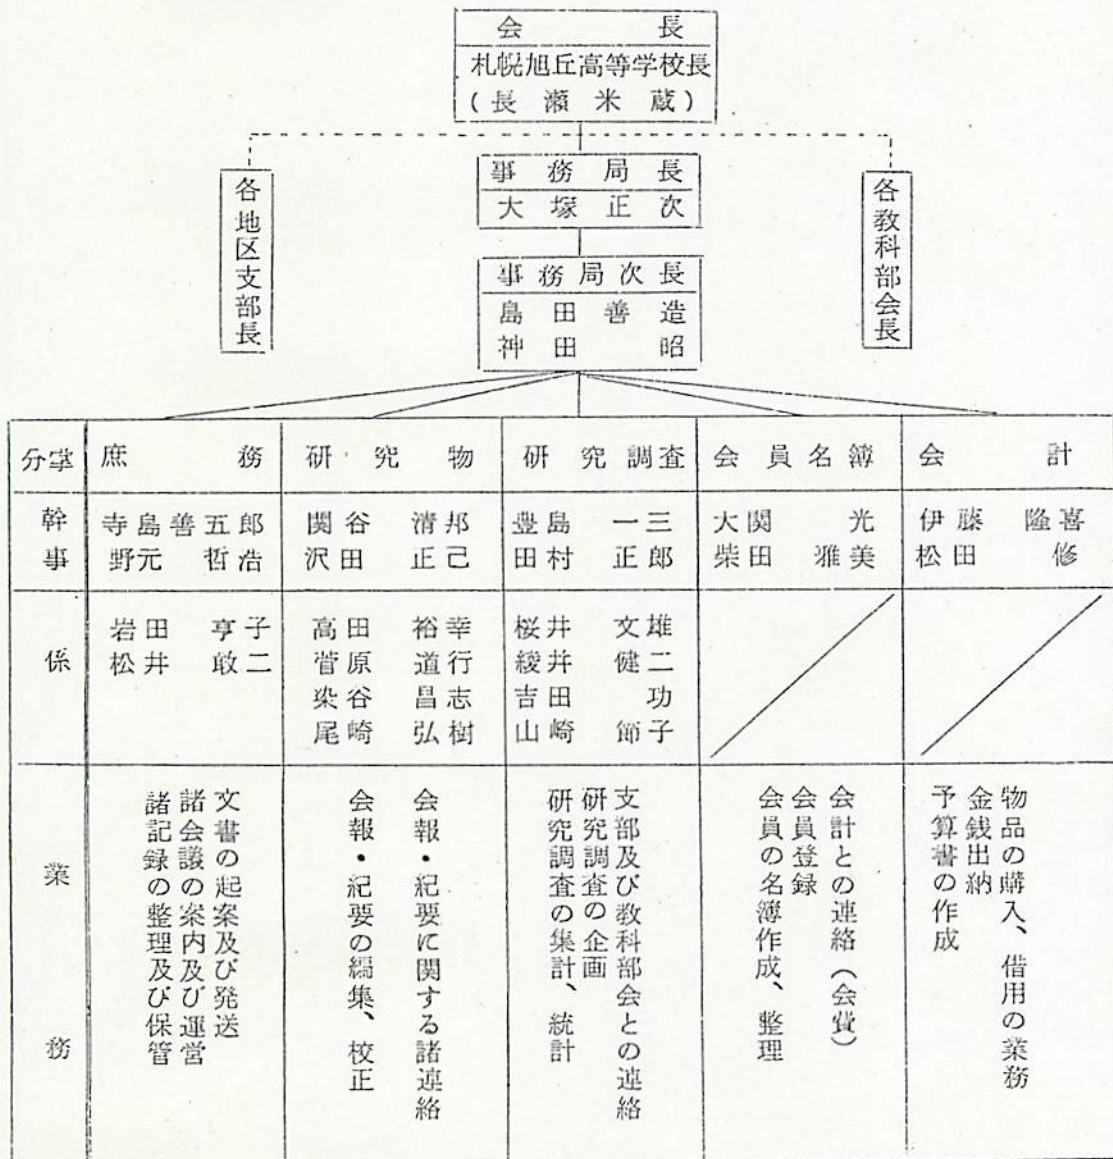 会長
札幌旭丘高等学校長
(長瀬米蔵)
事務局長
大塚正次
各地区支部長
各教科部会長
事務局次長
島田善造
神田昭
分掌 庶務 研究物 研究調査 会員名簿 会計
幹事
寺島善五郎
野元哲浩
関谷清邦
沢田正己
豊島一三
田村正郎
大関光
柴田雅美
伊藤隆喜
松田修
係
岩田亨子
松井敢二
高田裕幸
菅原道行
染谷昌志
尾崎弘樹
桜井文雄
綾井健二
吉田功
山崎節子
業務
文書の起案及び発送
諸会議の案内及び運営
諸記録の整理及び保管
会報・紀要に関する諸連絡
会報・紀要の編集、校正
支部及び教科部会との連絡
研究調査の企画
研究調査の集計、統計
会計との連絡(会費)
会員登録
会員の名簿作成、整理
物品の購入、借用の業務
金銭出納
予算書の作成